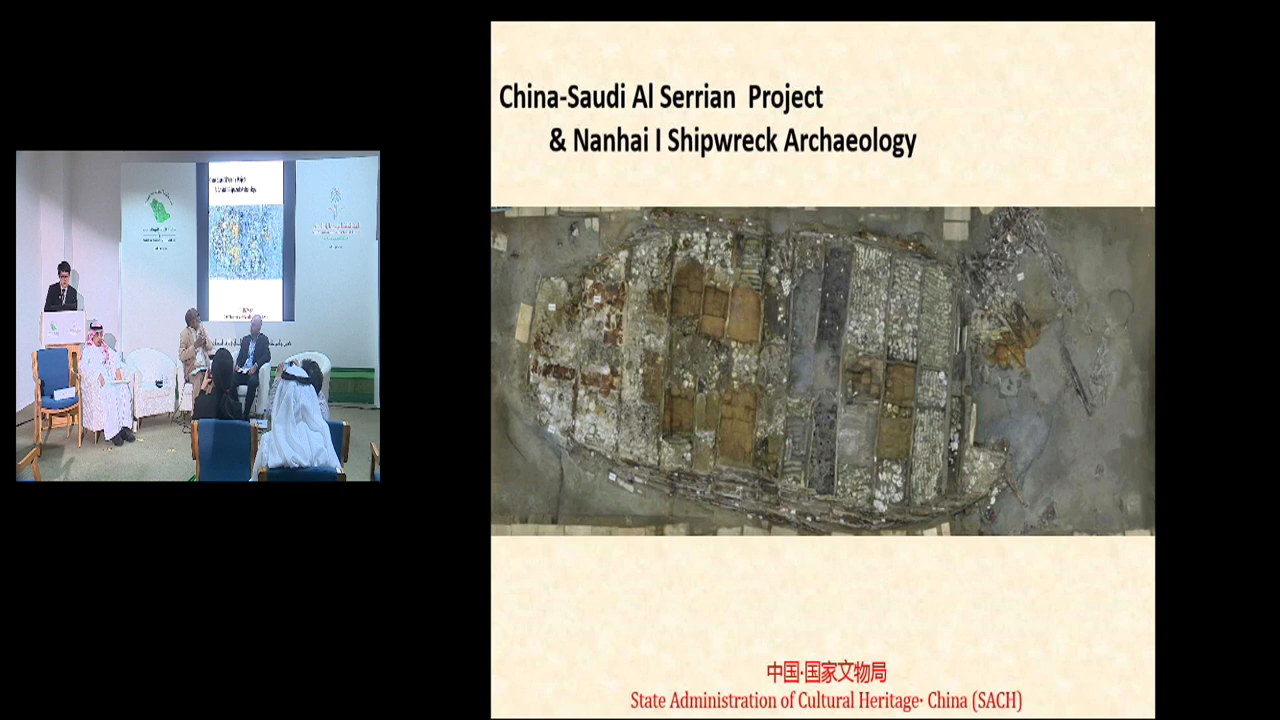 China-Saudi Al Serrian Project
& Nanhai I Shipwreck Archaeology
中国·国家文物局
State Administration of Cultural Heritage· China (SACH)